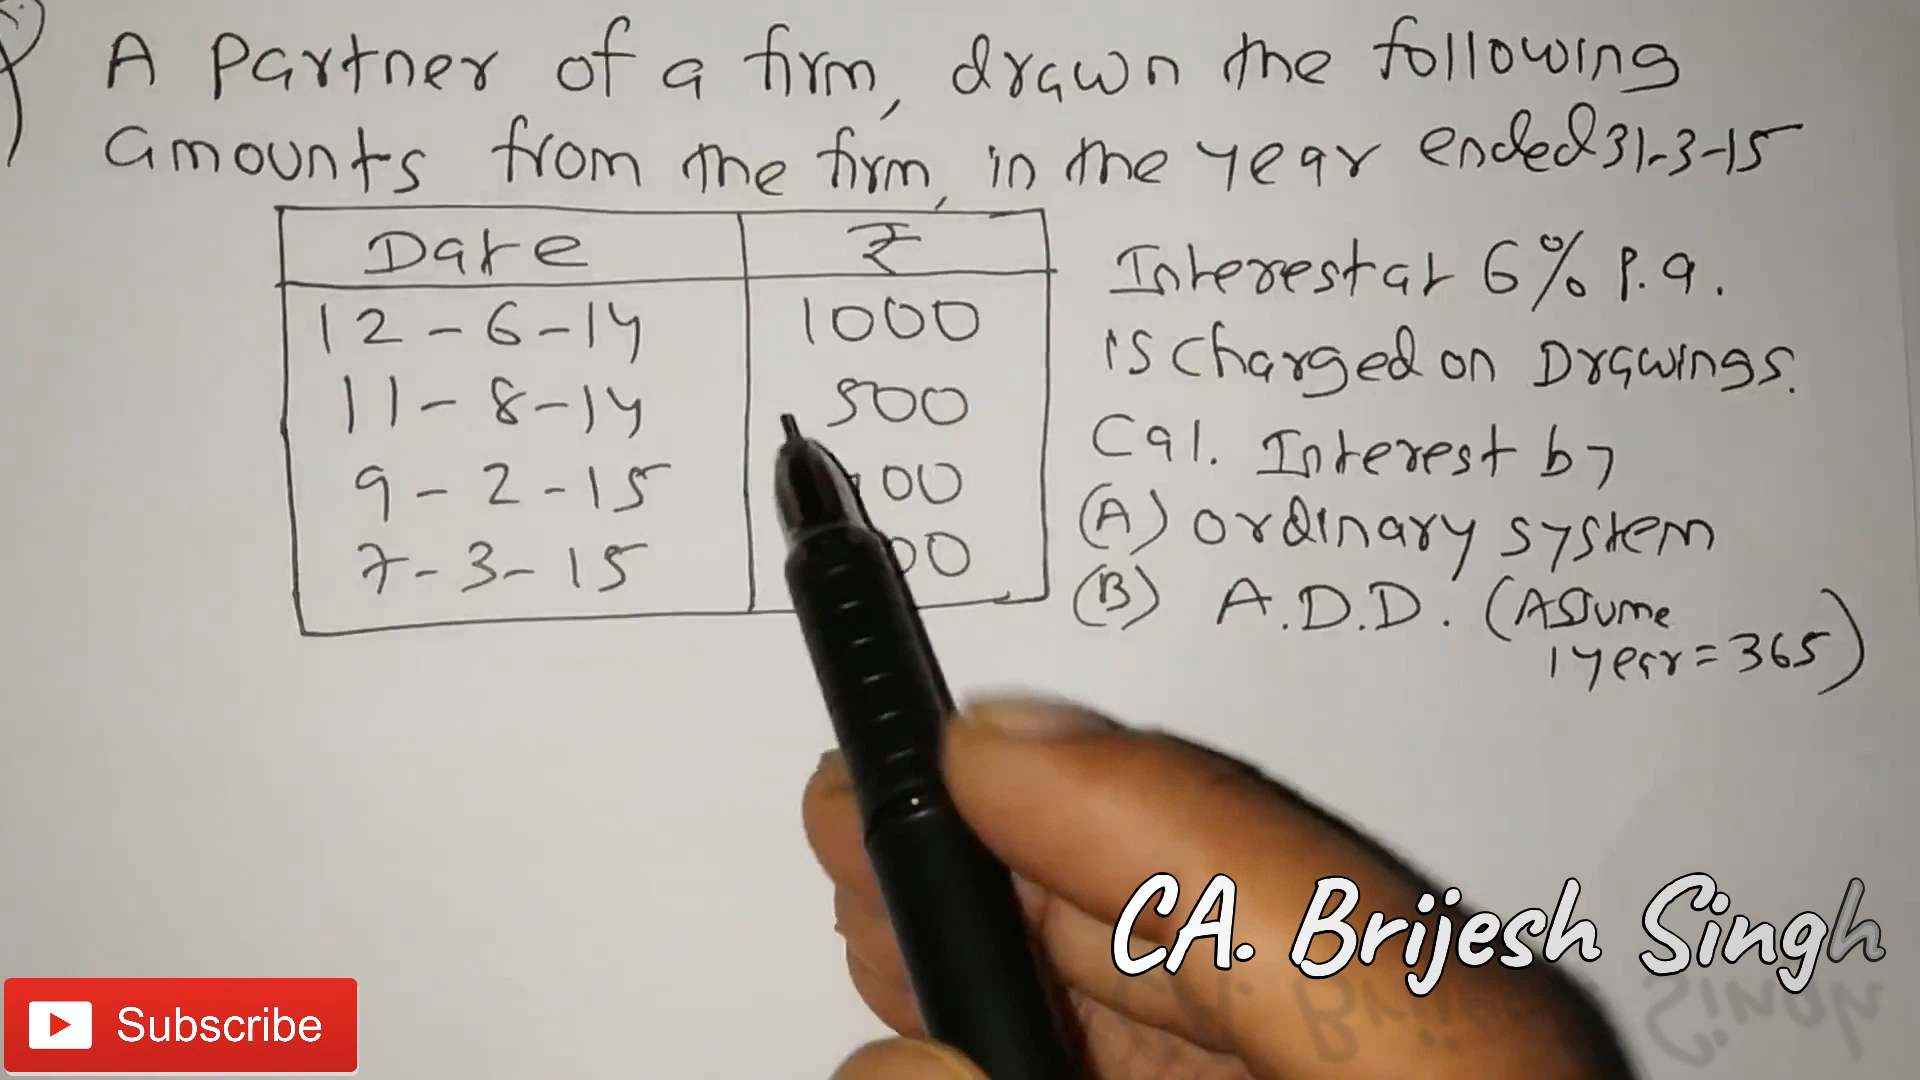 A Partner of a firm, drawn the following
amounts from the firm, in the year ended 31-3-15
Date ₹
12-6-14 1000
11-8-14 500
9-2-15 00
7-3-15 00
Interest at 6% P.a.
is charged on Drawings.
Cal. Interest by
(A) ordinary system
(B) A.D.D. (Assume
1 year = 365)
CA. Brijesh Singh
Subscribe